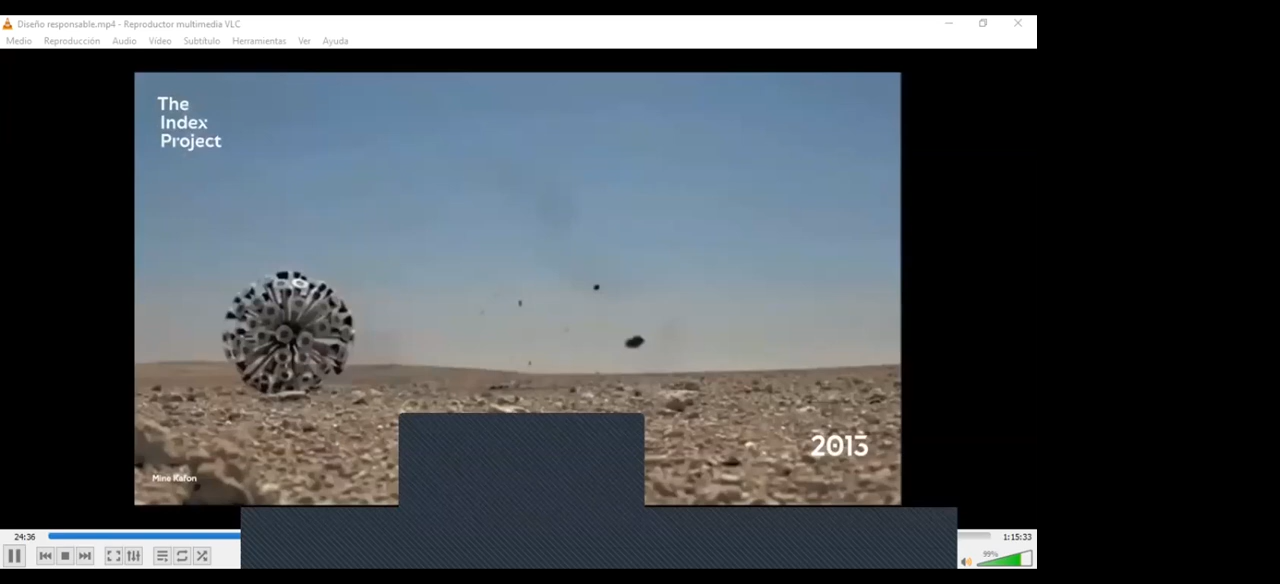 Diseño responsable.mp4 - Reproductor multimedia VLC
Medio Reproducción Audio Vídeo Subtítulo Herramientas Ver Ayuda
The
Index
Project
2013
Mine Kafon
24:36
1:15:33
99%